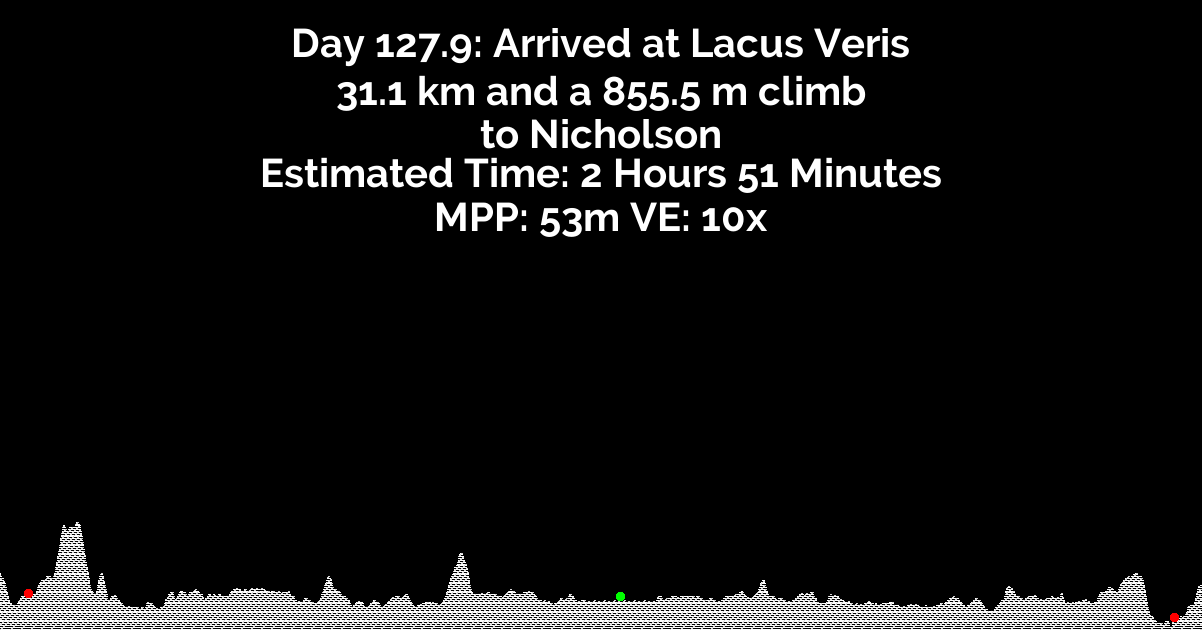 Day 127.9: Arrived at Lacus Veris
31.1 km and a 855.5 m climb
to Nicholson
Estimated Time: 2 Hours 51 Minutes
MPP: 53m VE: 10x